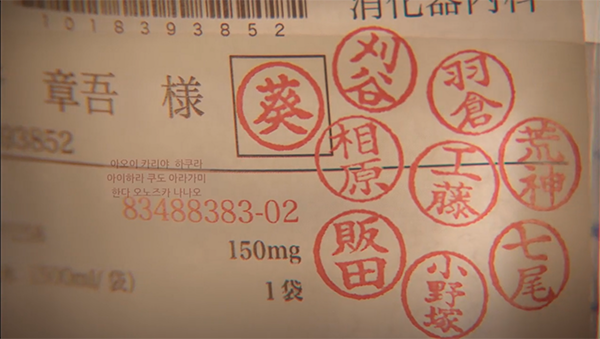 1018393852
消化器内科
章吾 様
93852
葵
刈谷
羽倉
相原
工藤
荒神
販田
小野塚
七尾
아오이 카리야 하쿠라
아이하라 쿠도 아라가미
한다 오노즈카 나나오
83488383-02
150mg
(500ml/袋)
1袋